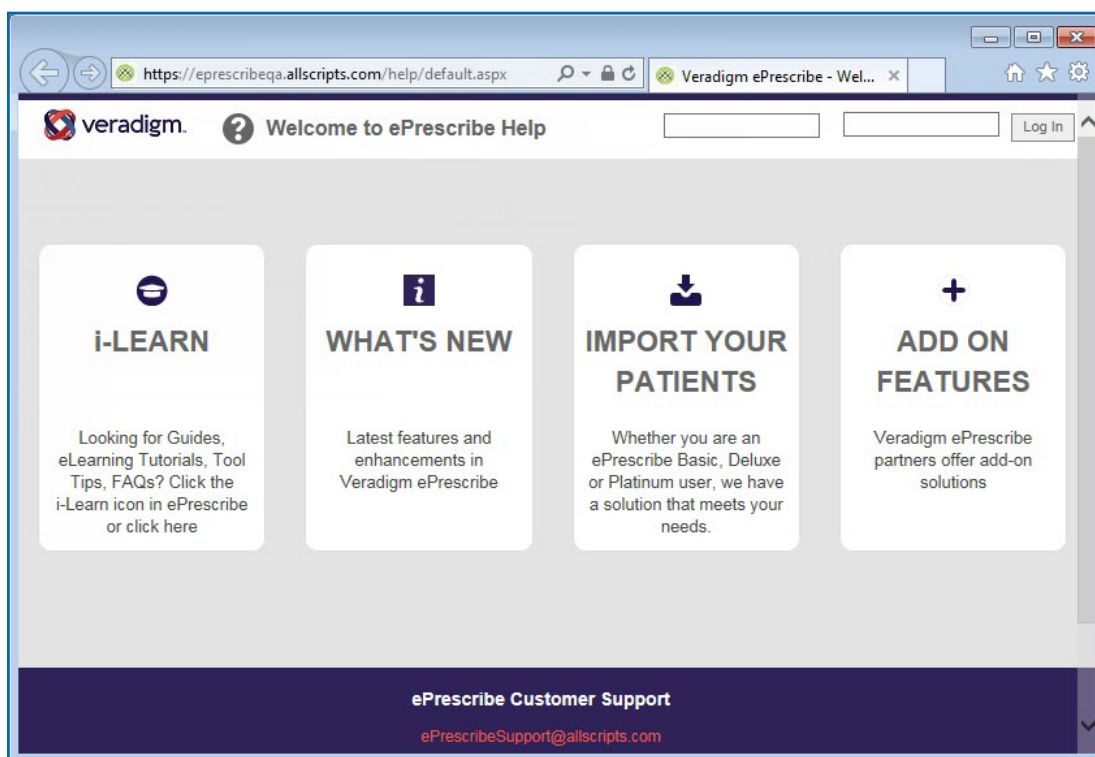 https://eprescribeqa.allscripts.com/help/default.aspx
Veradigm ePrescribe - Wel...
veradigm.
? Welcome to ePrescribe Help
Log In
i-LEARN
Looking for Guides,
eLearning Tutorials, Tool
Tips, FAQs? Click the
i-Learn icon in ePrescribe
or click here
i
WHAT'S NEW
Latest features and
enhancements in
Veradigm ePrescribe
IMPORT YOUR
PATIENTS
Whether you are an
ePrescribe Basic, Deluxe
or Platinum user, we have
a solution that meets your
needs.
ADD ON
FEATURES
Veradigm ePrescribe
partners offer add-on
solutions
ePrescribe Customer Support
ePrescribeSupport@allscripts.com